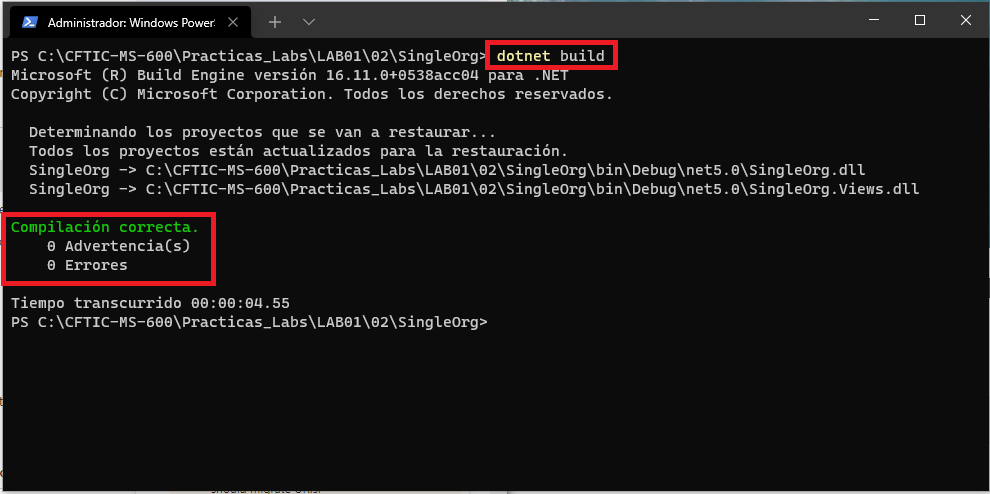 Administrador: Windows PowerS
PS C:\CFTIC-MS-600\Practicas_Labs\LAB01\02\SingleOrg> dotnet build
Microsoft (R) Build Engine versión 16.11.0+0538acc04 para .NET
Copyright (C) Microsoft Corporation. Todos los derechos reservados.
Determinando los proyectos que se van a restaurar...
Todos los proyectos están actualizados para la restauración.
SingleOrg -> C:\CFTIC-MS-600\Practicas_Labs\LAB01\02\SingleOrg\bin\Debug\net5.0\SingleOrg.dll
SingleOrg -> C:\CFTIC-MS-600\Practicas_Labs\LAB01\02\SingleOrg\bin\Debug\net5.0\SingleOrg.Views.dll
Compilación correcta.
0 Advertencia(s)
0 Errores
Tiempo transcurrido 00:00:04.55
PS C:\CFTIC-MS-600\Practicas_Labs\LAB01\02\SingleOrg>